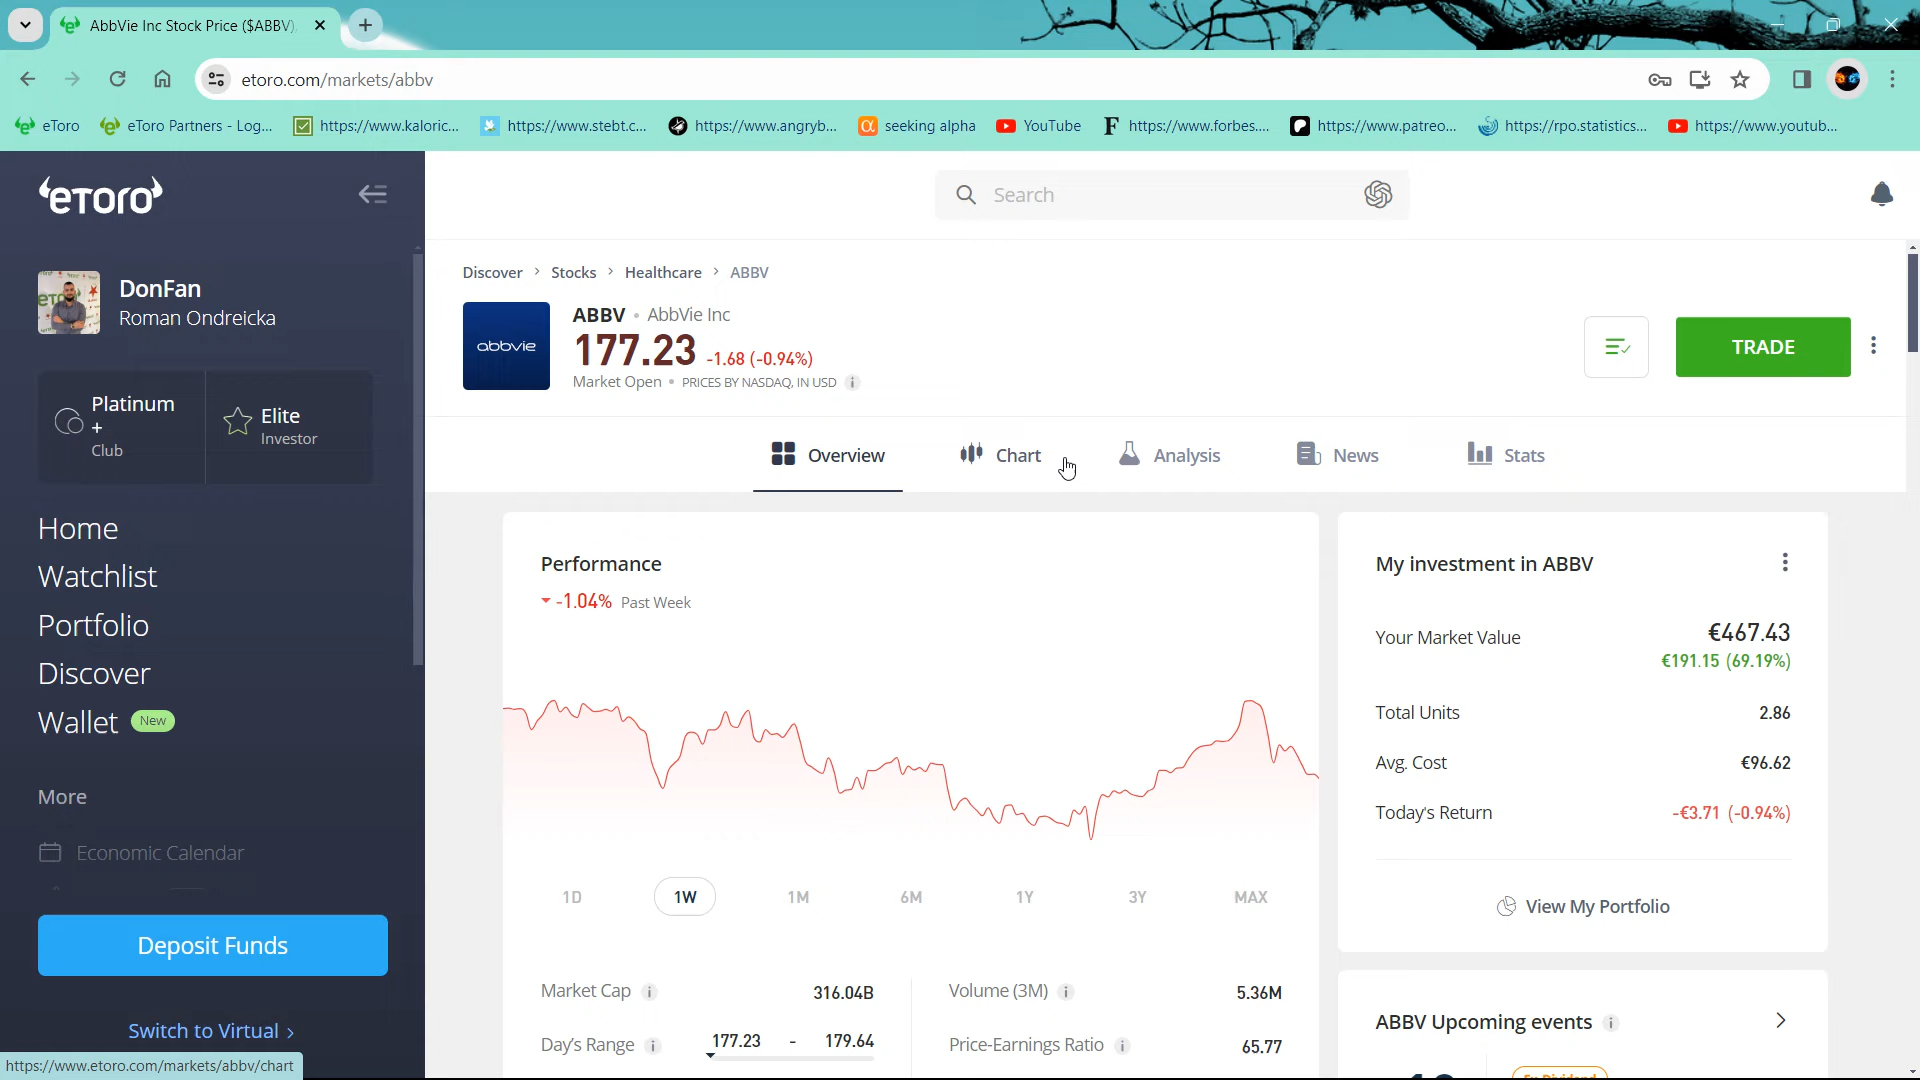 AbbVie Inc Stock Price ($ABBV)
etoro.com/markets/abbv
eToro
eToro Partners - Log...
https://www.kaloric...
https://www.stebt.c...
https://www.angryb...
seeking alpha
YouTube
https://www.forbes....
https://www.patreo...
https://rpo.statistics...
https://www.youtub...
eToro
DonFan
Roman Ondreicka
Platinum
+
Club
Elite
Investor
Home
Watchlist
Portfolio
Discover
Wallet New
More
Economic Calendar
Deposit Funds
Switch to Virtual >
https://www.etoro.com/markets/abbv/chart
Search
Discover > Stocks > Healthcare > ABBV
abbvie
ABBV • AbbVie Inc
177.23 -1.68 (-0.94%)
Market Open • PRICES BY NASDAQ, IN USD i
TRADE
Overview
Chart
Analysis
News
Stats
Performance
-1.04% Past Week
1D 1W 1M 6M 1Y 3Y MAX
Market Cap i 316.04B
Volume (3M) i 5.36M
Day's Range i 177.23 - 179.64
Price-Earnings Ratio i 65.77
My investment in ABBV
Your Market Value €467.43
€191.15 (69.19%)
Total Units 2.86
Avg. Cost €96.62
Today's Return -€3.71 (-0.94%)
View My Portfolio
ABBV Upcoming events i